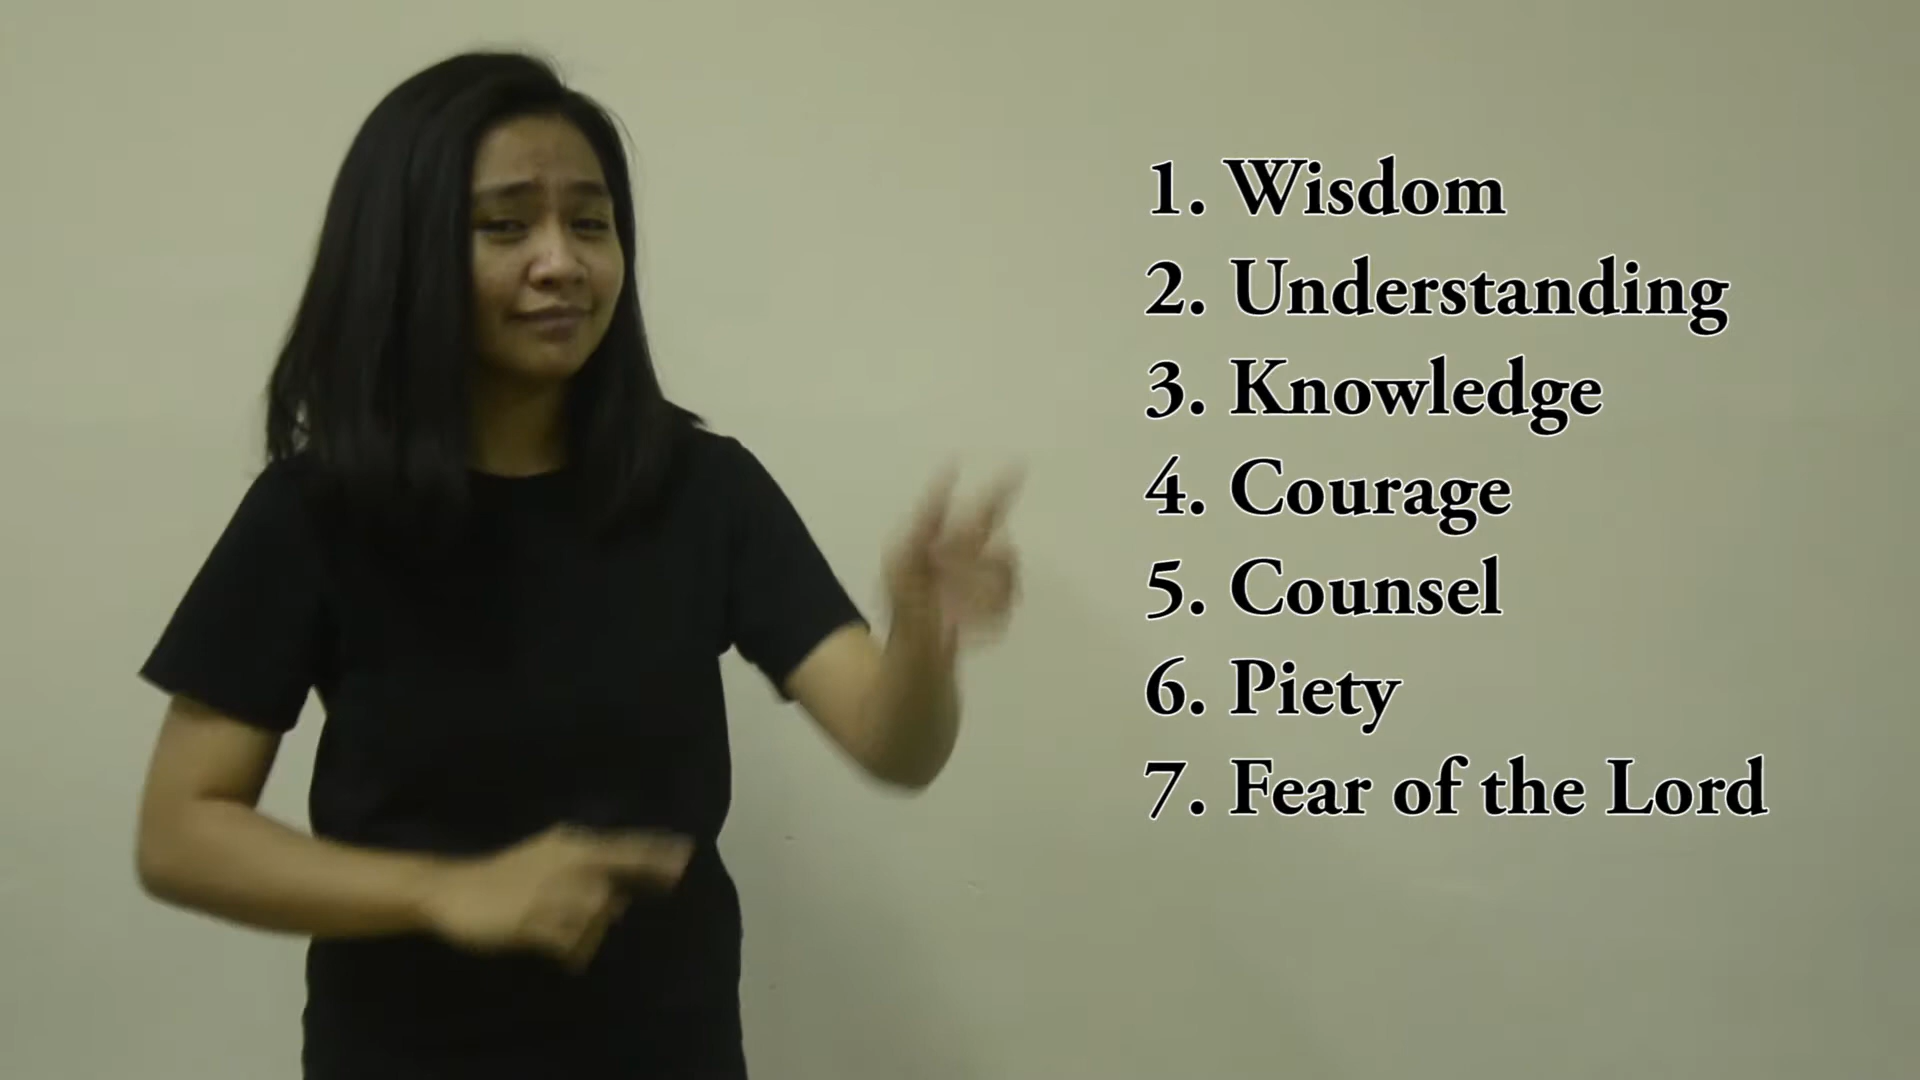 1. Wisdom
2. Understanding
3. Knowledge
4. Courage
5. Counsel
6. Piety
7. Fear of the Lord